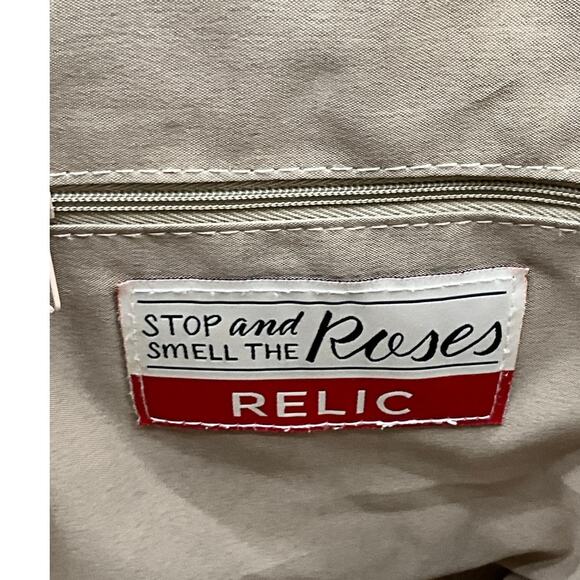 STOP and
SMELL THE Roses
RELIC